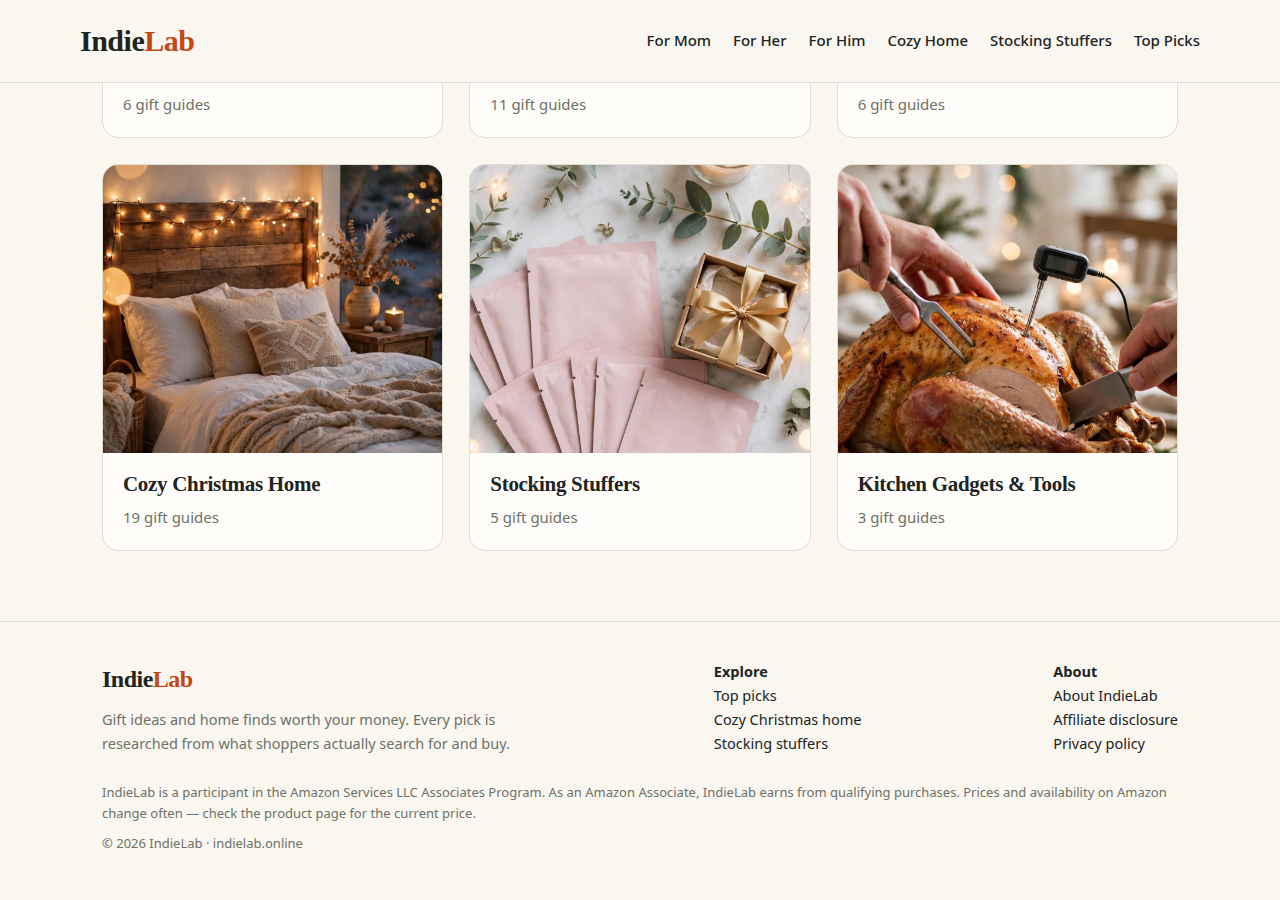 IndieLab
For Mom
For Her
For Him
Cozy Home
Stocking Stuffers
Top Picks
6 gift guides
11 gift guides
6 gift guides
Cozy Christmas Home
19 gift guides
Stocking Stuffers
5 gift guides
Kitchen Gadgets & Tools
3 gift guides
IndieLab
Gift ideas and home finds worth your money. Every pick is
researched from what shoppers actually search for and buy.
Explore
Top picks
Cozy Christmas home
Stocking stuffers
About
About IndieLab
Affiliate disclosure
Privacy policy
IndieLab is a participant in the Amazon Services LLC Associates Program. As an Amazon Associate, IndieLab earns from qualifying purchases. Prices and availability on Amazon
change often — check the product page for the current price.
© 2026 IndieLab · indielab.online